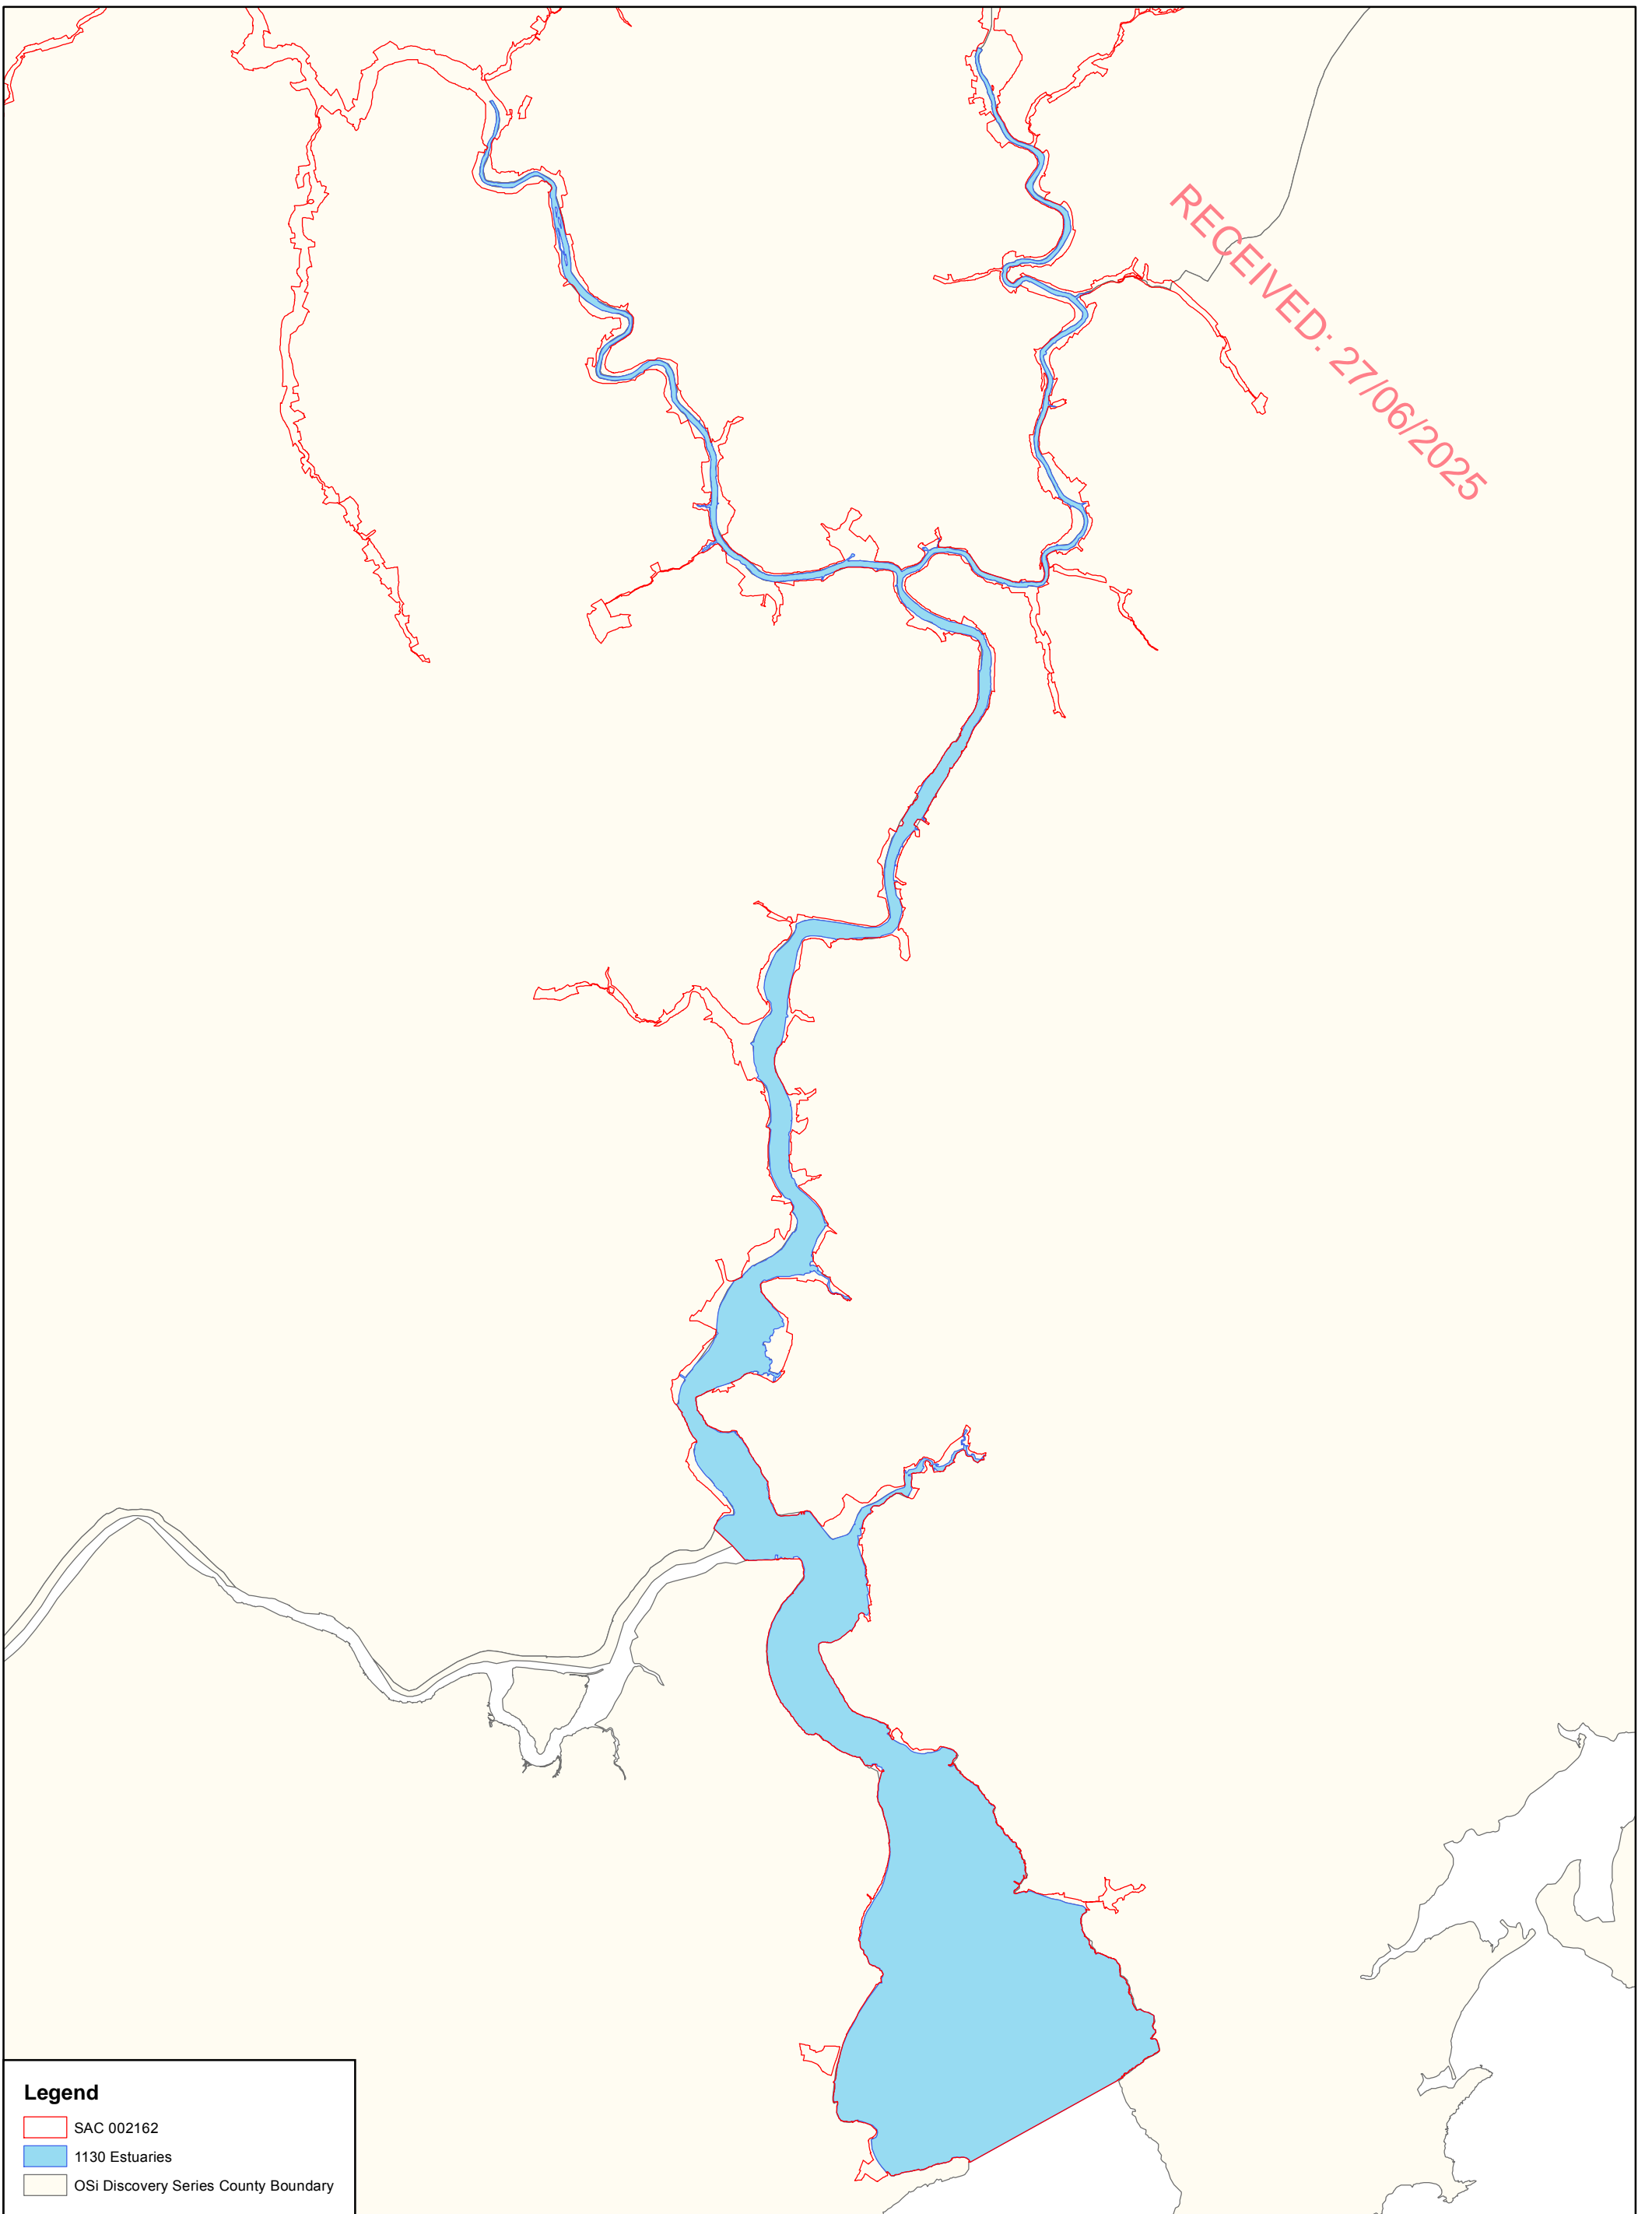 RECEIVED: 27/06/2025
Legend
SAC 002162
1130 Estuaries
OSi Discovery Series County Boundary